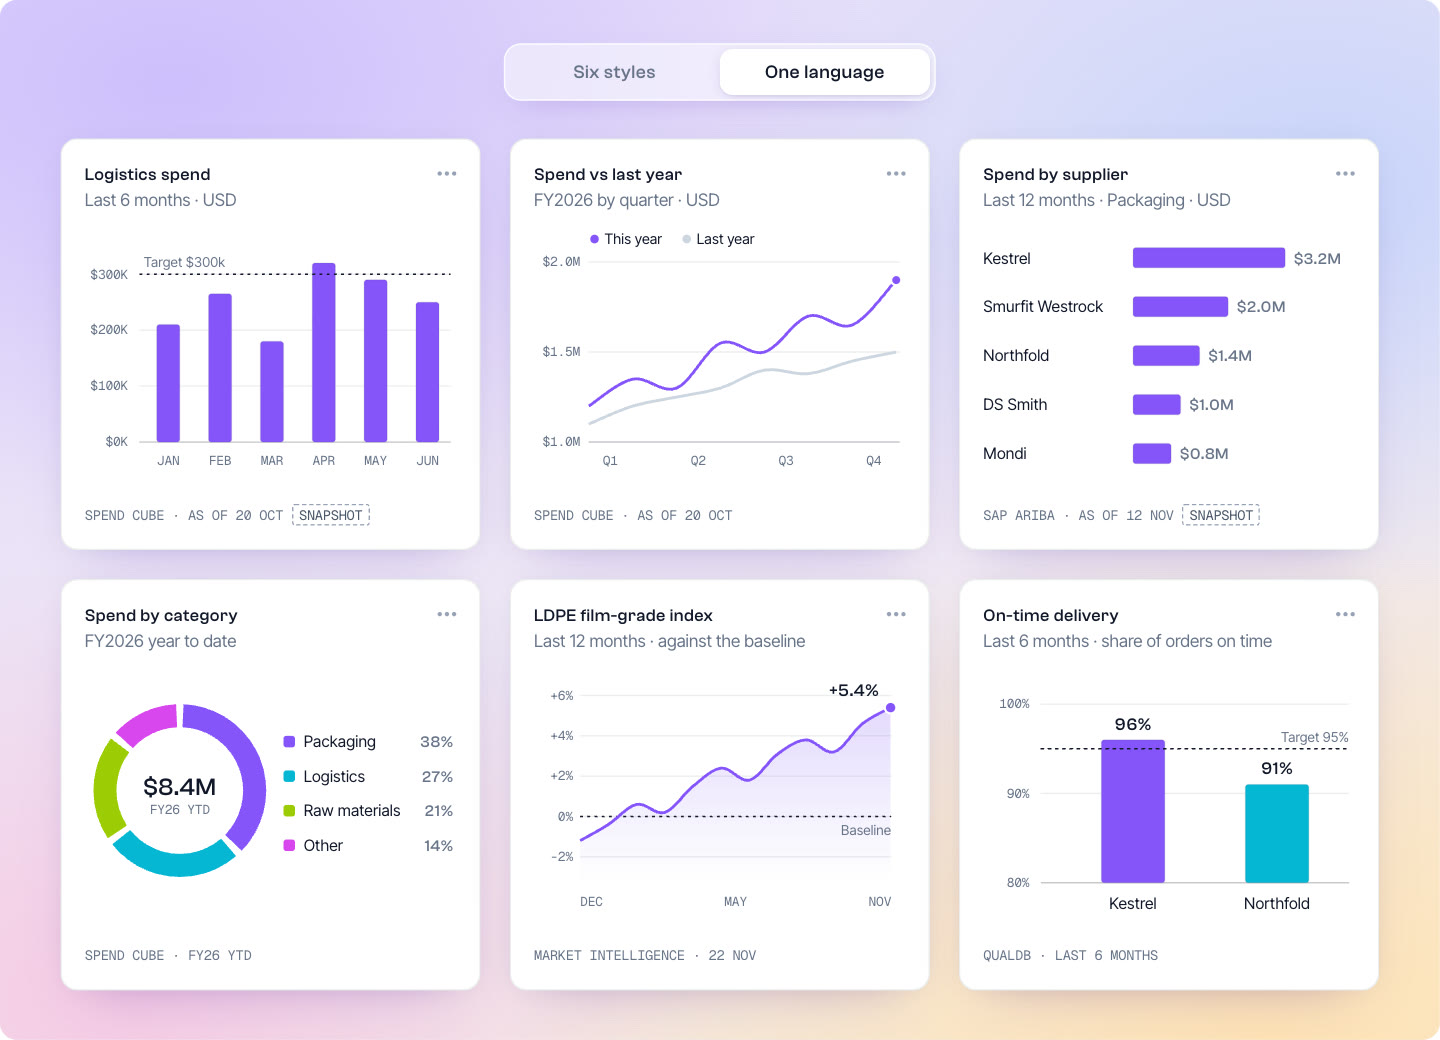 Six styles
One language
Logistics spend
Last 6 months · USD
Target $300k
$300K
$200K
$100K
$0K
JAN FEB MAR APR MAY JUN
SPEND CUBE · AS OF 20 OCT SNAPSHOT
Spend vs last year
FY2026 by quarter · USD
This year Last year
$2.0M
$1.5M
$1.0M
Q1 Q2 Q3 Q4
SPEND CUBE · AS OF 20 OCT
Spend by supplier
Last 12 months · Packaging · USD
Kestrel $3.2M
Smurfit Westrock $2.0M
Northfold $1.4M
DS Smith $1.0M
Mondi $0.8M
SAP ARIBA · AS OF 12 NOV SNAPSHOT
Spend by category
FY2026 year to date
$8.4M
FY26 YTD
Packaging 38%
Logistics 27%
Raw materials 21%
Other 14%
SPEND CUBE · FY26 YTD
LDPE film-grade index
Last 12 months · against the baseline
+5.4%
+6%
+4%
+2%
0%
Baseline
-2%
DEC MAY NOV
MARKET INTELLIGENCE · 22 NOV
On-time delivery
Last 6 months · share of orders on time
100%
96%
Target 95%
91%
90%
80%
Kestrel Northfold
QUALDB · LAST 6 MONTHS